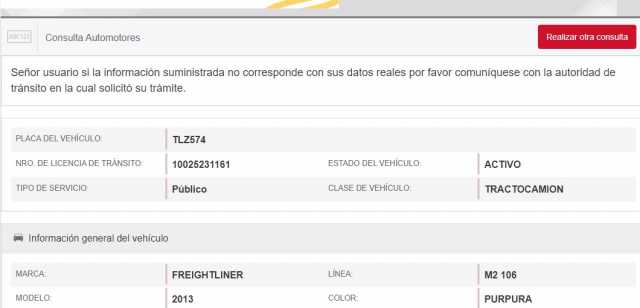 ABC123 Consulta Automotores Realizar otra consulta
Señor usuario si la información suministrada no corresponde con sus datos reales por favor comuníquese con la autoridad de
tránsito en la cual solicitó su trámite.
PLACA DEL VEHÍCULO: TLZ574
NRO. DE LICENCIA DE TRÁNSITO: 10025231161 ESTADO DEL VEHÍCULO: ACTIVO
TIPO DE SERVICIO: Público CLASE DE VEHÍCULO: TRACTOCAMION
Información general del vehículo
MARCA: FREIGHTLINER LÍNEA: M2 106
MODELO: 2013 COLOR: PURPURA